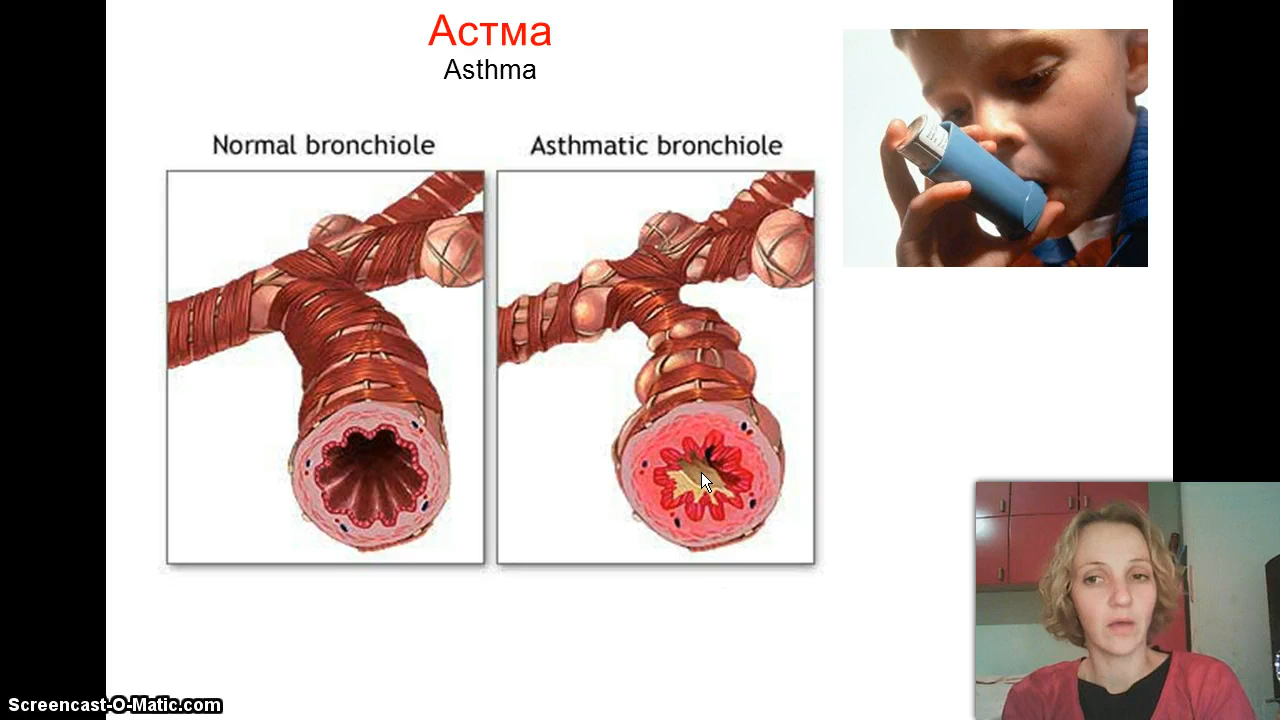 Астма
Asthma
Normal bronchiole
Asthmatic bronchiole
Screencast-O-Matic.com